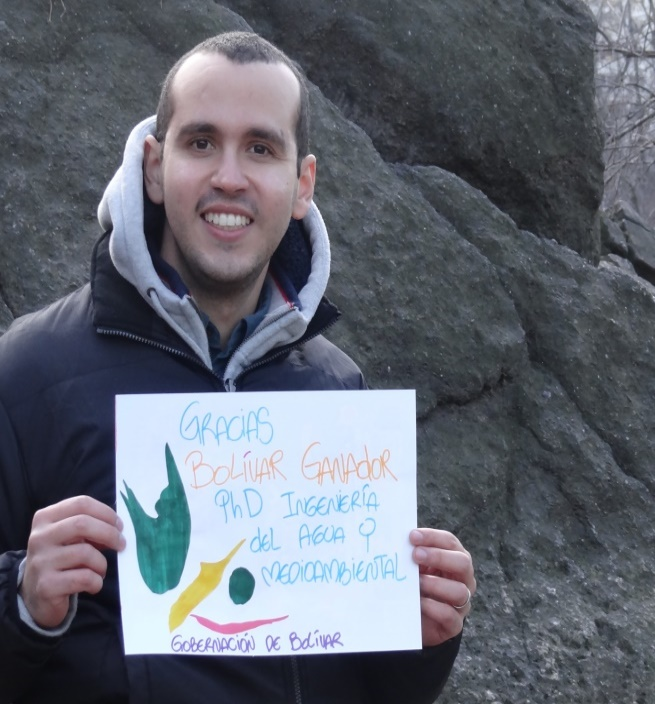 GRACIAS
BOLÍVAR GANADOR
PhD INGENIERÍA
DEL AGUA Y
MEDIOAMBIENTAL
GOBERNACIÓN DE BOLÍVAR